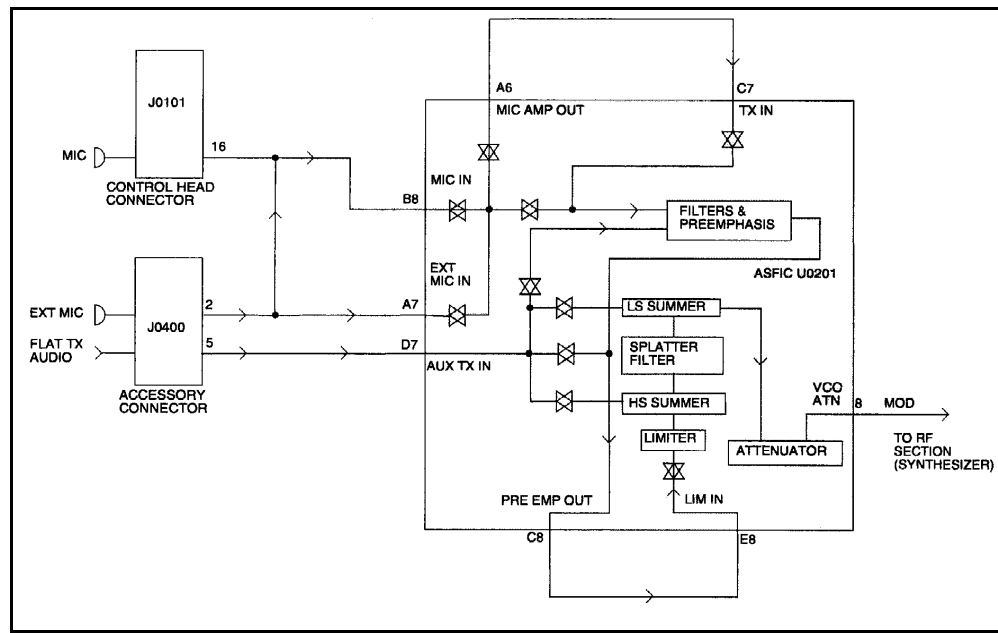 A6
C7
MIC AMP OUT
TX IN
J0101
MIC
16
CONTROL HEAD
CONNECTOR
MIC IN
B8
FILTERS &
PREEMPHASIS
EXT
MIC IN
ASFIC U0201
EXT MIC
2
A7
J0400
LS SUMMER
FLAT TX
AUDIO
5
D7
AUX TX IN
SPLATTER
FILTER
ACCESSORY
CONNECTOR
HS SUMMER
VCO
ATN
8
MOD
LIMITER
ATTENUATOR
TO RF
SECTION
(SYNTHESIZER)
PRE EMP OUT
LIM IN
C8
E8